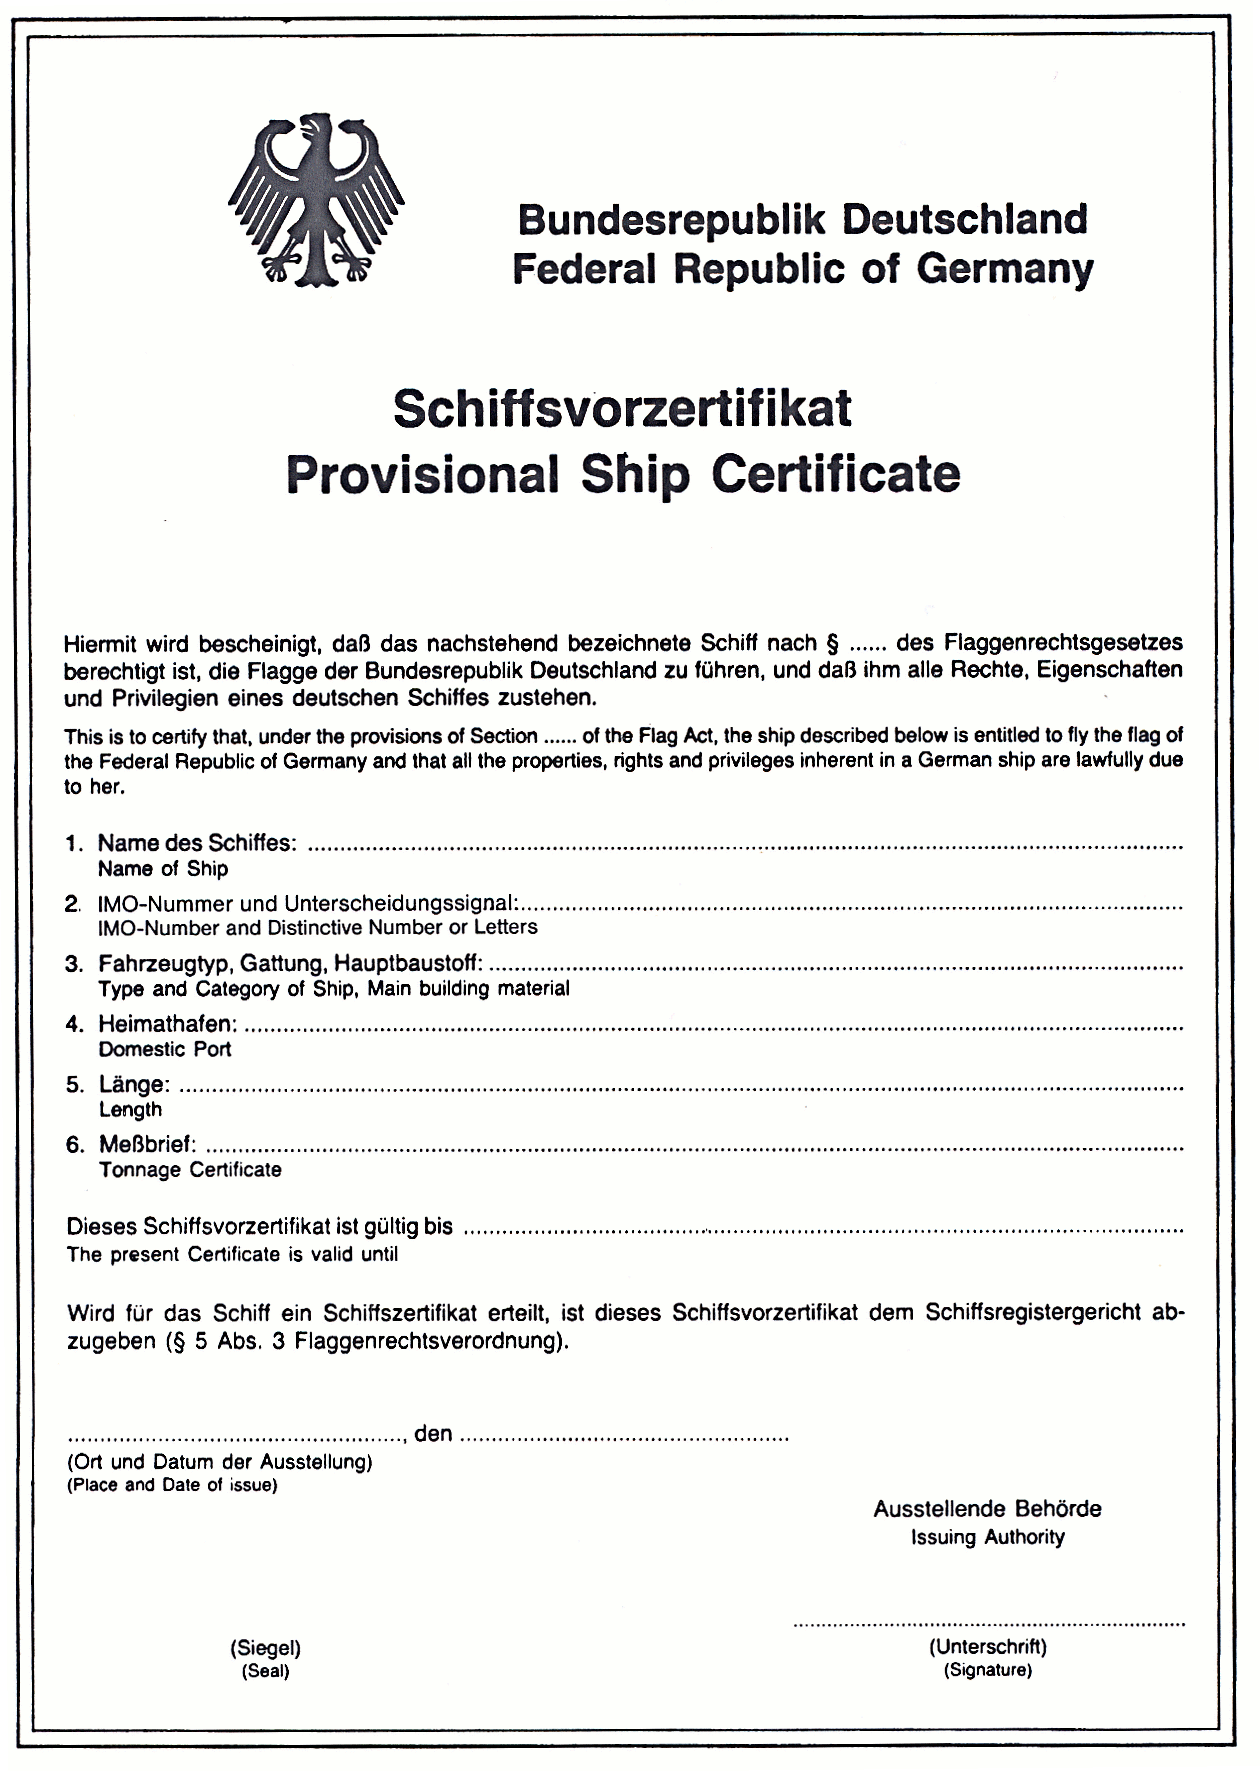 Bundesrepublik Deutschland
Federal Republic of Germany
Schiffsvorzertifikat
Provisional Ship Certificate
Hiermit wird bescheinigt, daß das nachstehend bezeichnete Schiff nach § ...... des Flaggenrechtsgesetzes
berechtigt ist, die Flagge der Bundesrepublik Deutschland zu führen, und daß ihm alle Rechte, Eigenschaften
und Privilegien eines deutschen Schiffes zustehen.
This is to certify that, under the provisions of Section ...... of the Flag Act, the ship described below is entitled to fly the flag of
the Federal Republic of Germany and that all the properties, rights and privileges inherent in a German ship are lawfully due
to her.
1. Name des Schiffes: ......
Name of Ship
2. IMO-Nummer und Unterscheidungssignal: ......
IMO-Number and Distinctive Number or Letters
3. Fahrzeugtyp, Gattung, Hauptbaustoff: ......
Type and Category of Ship, Main building material
4. Heimathafen: ......
Domestic Port
5. Länge: ......
Length
6. Meßbrief: ......
Tonnage Certificate
Dieses Schiffsvorzertifikat ist gültig bis ......
The present Certificate is valid until
Wird für das Schiff ein Schiffszertifikat erteilt, ist dieses Schiffsvorzertifikat dem Schiffsregistergericht ab-
zugeben (§ 5 Abs. 3 Flaggenrechtsverordnung).
......, den ......
(Ort und Datum der Ausstellung)
(Place and Date of issue)
Ausstellende Behörde
Issuing Authority
(Siegel)
(Seal)
(Unterschrift)
(Signature)